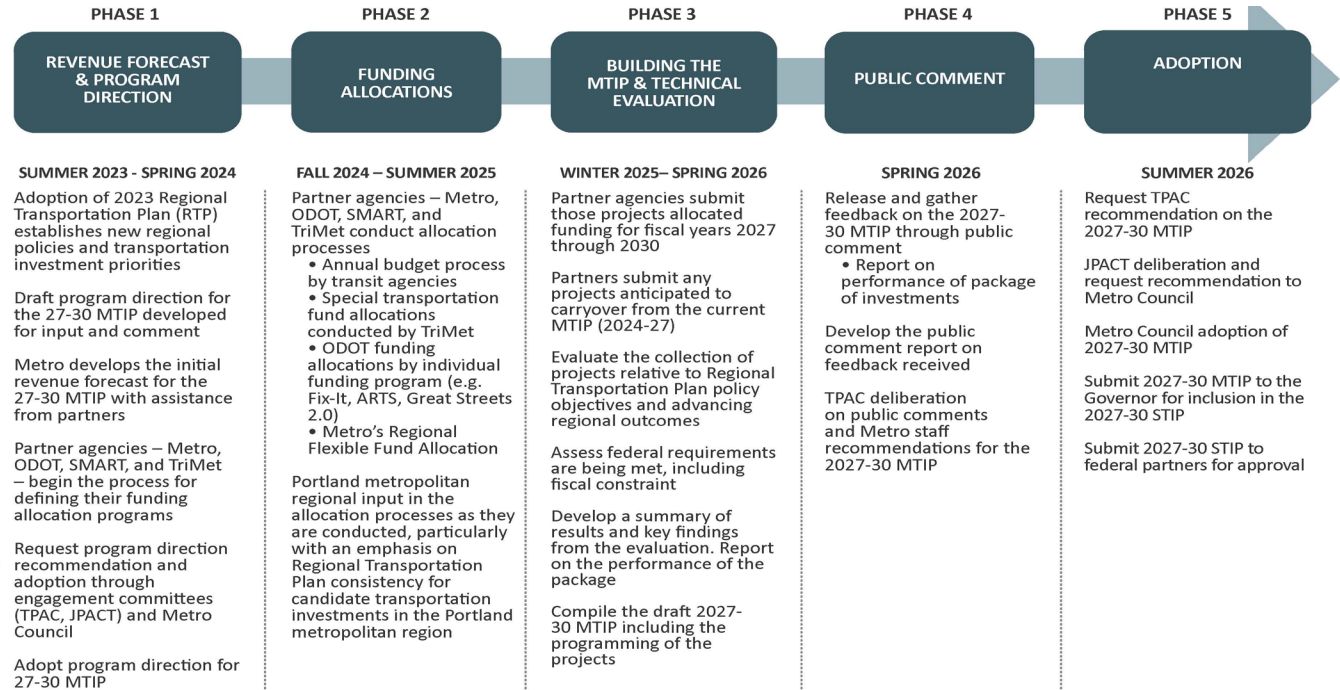 PHASE 1
REVENUE FORECAST
& PROGRAM
DIRECTION
SUMMER 2023 - SPRING 2024
Adoption of 2023 Regional
Transportation Plan (RTP)
establishes new regional
policies and transportation
investment priorities
Draft program direction for
the 27-30 MTIP developed
for input and comment
Metro develops the initial
revenue forecast for the
27-30 MTIP with assistance
from partners
Partner agencies – Metro,
ODOT, SMART, and TriMet
– begin the process for
defining their funding
allocation programs
Request program direction
recommendation and
adoption through
engagement committees
(TPAC, JPACT) and Metro
Council
Adopt program direction for
27-30 MTIP
PHASE 2
FUNDING
ALLOCATIONS
FALL 2024 – SUMMER 2025
Partner agencies – Metro,
ODOT, SMART, and
TriMet conduct allocation
processes
• Annual budget process
by transit agencies
• Special transportation
fund allocations
conducted by TriMet
• ODOT funding
allocations by individual
funding program (e.g.
Fix-It, ARTS, Great Streets
2.0)
• Metro's Regional
Flexible Fund Allocation
Portland metropolitan
regional input in the
allocation processes as they
are conducted, particularly
with an emphasis on
Regional Transportation
Plan consistency for
candidate transportation
investments in the Portland
metropolitan region
PHASE 3
BUILDING THE
MTIP & TECHNICAL
EVALUATION
WINTER 2025– SPRING 2026
Partner agencies submit
those projects allocated
funding for fiscal years 2027
through 2030
Partners submit any
projects anticipated to
carryover from the current
MTIP (2024-27)
Evaluate the collection of
projects relative to Regional
Transportation Plan policy
objectives and advancing
regional outcomes
Assess federal requirements
are being met, including
fiscal constraint
Develop a summary of
results and key findings
from the evaluation. Report
on the performance of the
package
Compile the draft 2027-
30 MTIP including the
programming of the
projects
PHASE 4
PUBLIC COMMENT
SPRING 2026
Release and gather
feedback on the 2027-
30 MTIP through public
comment
• Report on
performance of package
of investments
Develop the public
comment report on
feedback received
TPAC deliberation
on public comments
and Metro staff
recommendations for the
2027-30 MTIP
PHASE 5
ADOPTION
SUMMER 2026
Request TPAC
recommendation on the
2027-30 MTIP
JPACT deliberation and
request recommendation to
Metro Council
Metro Council adoption of
2027-30 MTIP
Submit 2027-30 MTIP to the
Governor for inclusion in the
2027-30 STIP
Submit 2027-30 STIP to
federal partners for approval